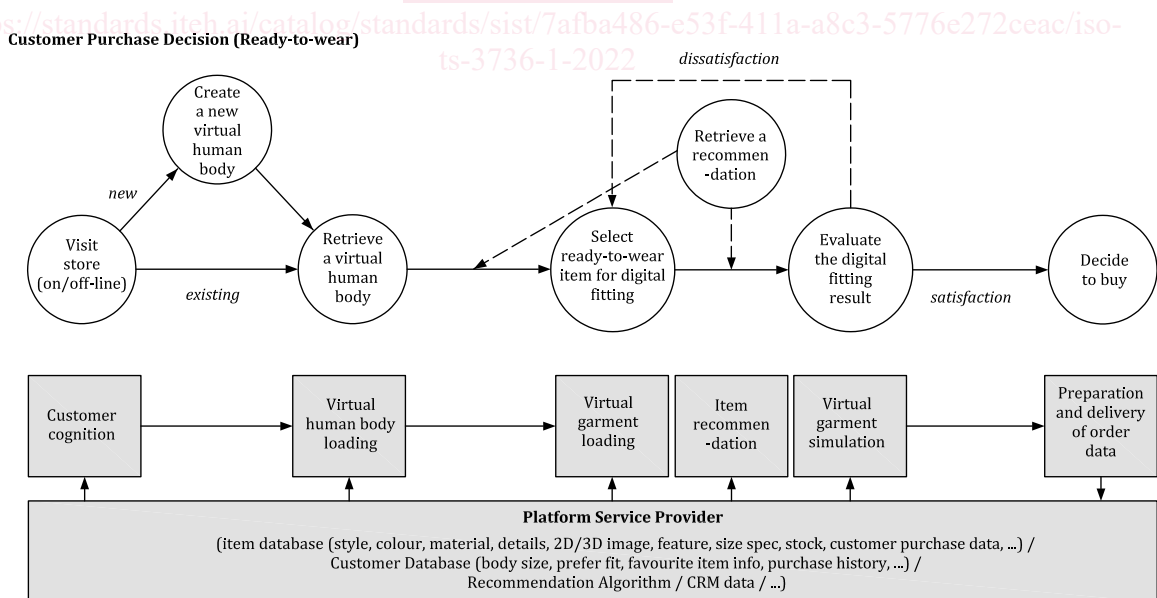 ps://standards.iteh.ai/catalog/standards/sist/7afba486-e53f-411a-a8c3-5776e272ceac/iso-
ts-3736-1-2022
Customer Purchase Decision (Ready-to-wear)
dissatisfaction
Create
a new
virtual
human
body
Retrieve a
recommen
-dation
new
Visit
store
(on/off-line)
existing
Retrieve
a virtual
human
body
Select
ready-to-wear
item for digital
fitting
Evaluate
the digital
fitting
result
satisfaction
Decide
to buy
Customer
cognition
Virtual
human body
loading
Virtual
garment
loading
Item
recommen
-dation
Virtual
garment
simulation
Preparation
and delivery
of order
data
Platform Service Provider
(item database (style, colour, material, details, 2D/3D image, feature, size spec, stock, customer purchase data, ...) /
Customer Database (body size, prefer fit, favourite item info, purchase history, ...) /
Recommendation Algorithm / CRM data / ...)